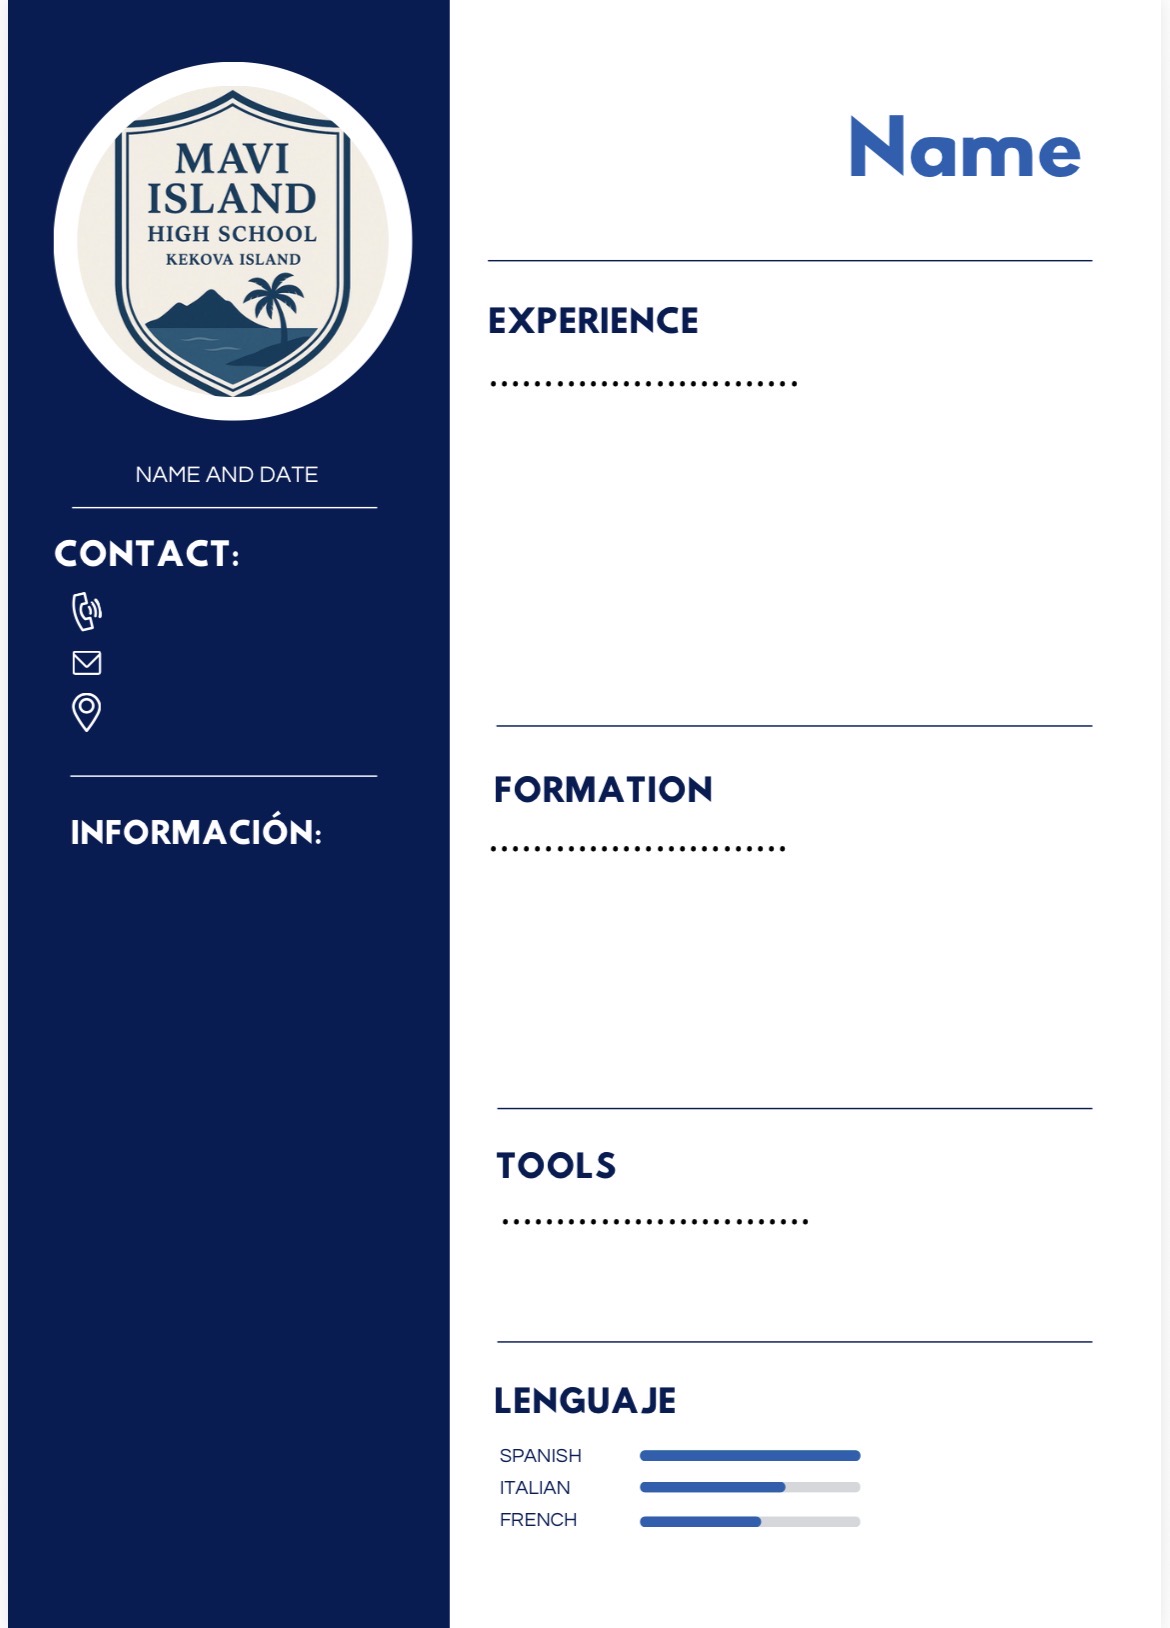 MAVI
ISLAND
HIGH SCHOOL
KEKOVA ISLAND
NAME AND DATE
CONTACT:
INFORMACIÓN:
Name
EXPERIENCE
............................
FORMATION
...........................
TOOLS
............................
LENGUAJE
SPANISH
ITALIAN
FRENCH